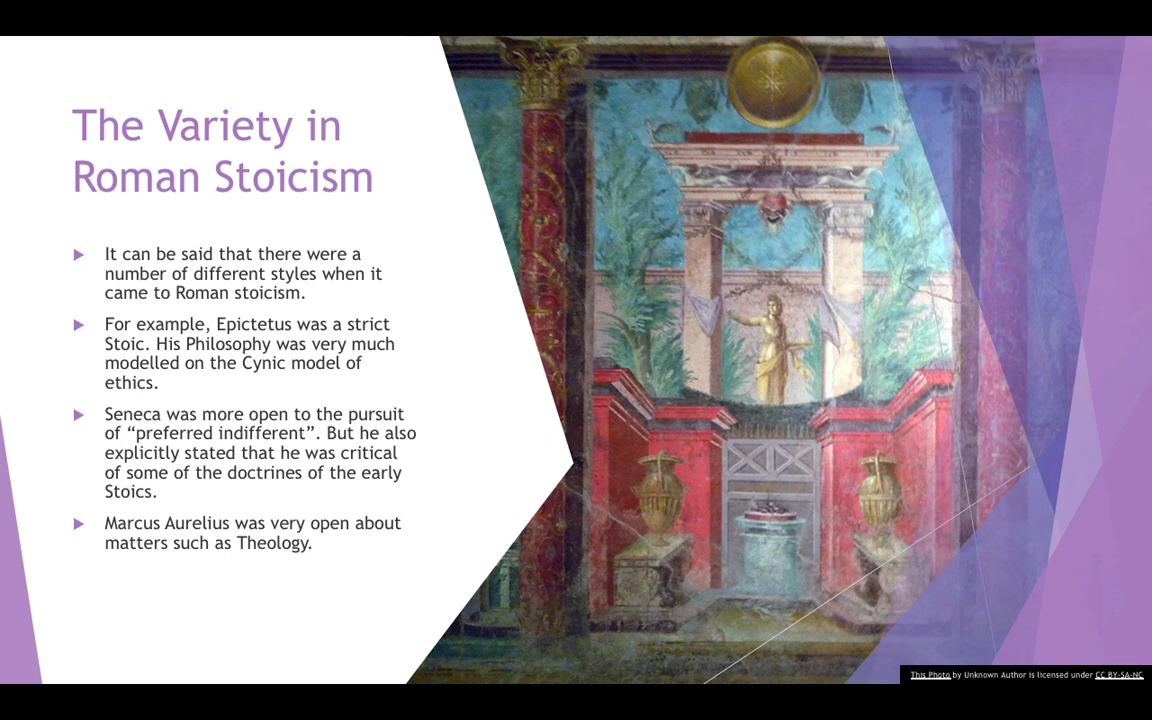 The Variety in
Roman Stoicism
It can be said that there were a
number of different styles when it
came to Roman stoicism.
For example, Epictetus was a strict
Stoic. His Philosophy was very much
modelled on the Cynic model of
ethics.
Seneca was more open to the pursuit
of “preferred indifferent”. But he also
explicitly stated that he was critical
of some of the doctrines of the early
Stoics.
Marcus Aurelius was very open about
matters such as Theology.
This Photo by Unknown Author is licensed under CC BY-SA-NC